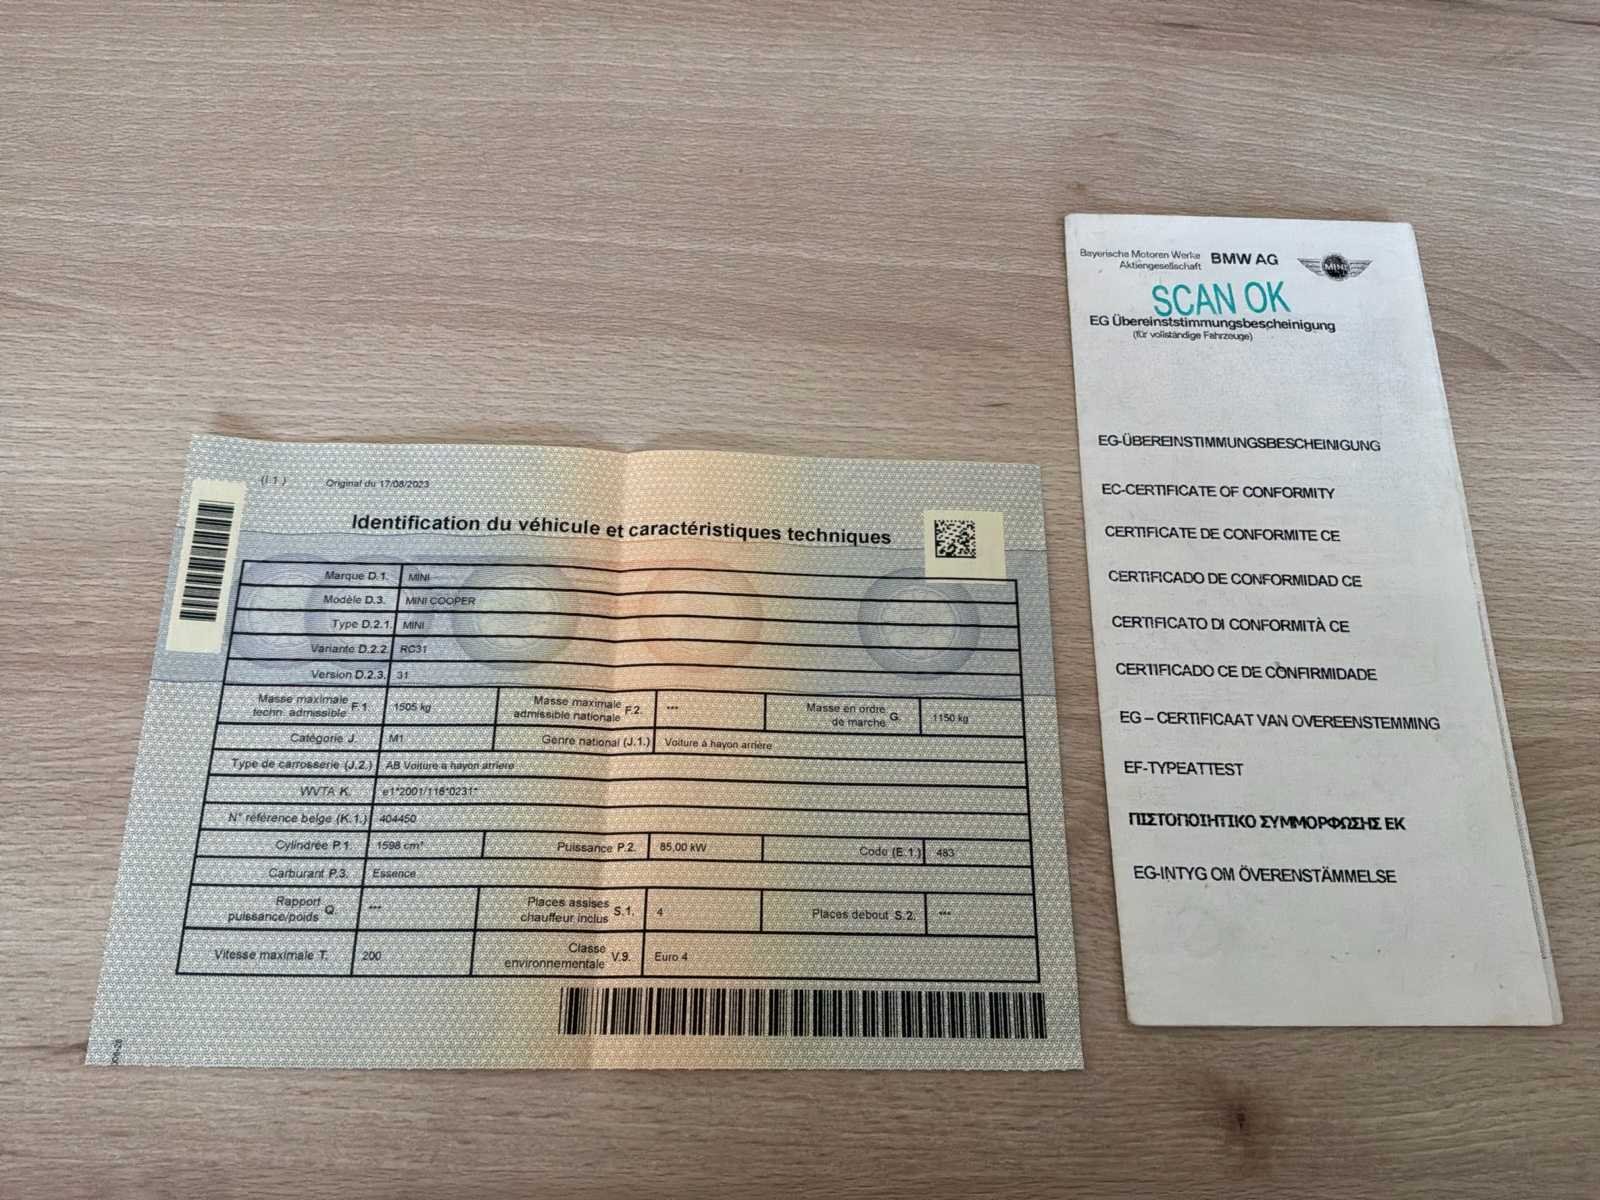 (I.1.) Original du 17/08/2023
Identification du véhicule et caractéristiques techniques
Marque D.1. MINI
Modèle D.3. MINI COOPER
Type D.2.1. MINI
Variante D.2.2. RC31
Version D.2.3. 31
Masse maximale techn. admissible F.1. 1505 kg Masse maximale admissible nationale F.2. *** Masse en ordre de marche G. 1150 kg
Catégorie J. M1 Genre national (J.1.) Voiture à hayon arrière
Type de carrosserie (J.2.) AB Voiture à hayon arrière
WVTA K. e1*2001/116*0231*
N° référence belge (K.1.) 404450
Cylindrée P.1. 1598 cm³ Puissance P.2. 85,00 kW Code (E.1.) 483
Carburant P.3. Essence
Rapport puissance/poids Q. *** Places assises chauffeur inclus S.1. 4 Places debout S.2. ***
Vitesse maximale T. 200 Classe environnementale V.9. Euro 4
Bayerische Motoren Werke
Aktiengesellschaft BMW AG
MINI
SCAN OK
EG Übereinststimmungsbescheinigung
(für vollständige Fahrzeuge)
EG-ÜBEREINSTIMMUNGSBESCHEINIGUNG
EC-CERTIFICATE OF CONFORMITY
CERTIFICATE DE CONFORMITE CE
CERTIFICADO DE CONFORMIDAD CE
CERTIFICATO DI CONFORMITÀ CE
CERTIFICADO CE DE CONFIRMIDADE
EG – CERTIFICAAT VAN OVEREENSTEMMING
EF-TYPEATTEST
ΠΙΣΤΟΠΟΙΗΤΙΚΟ ΣΥΜΜΟΡΦΩΣΗΣ ΕΚ
EG-INTYG OM ÖVERENSTÄMMELSE